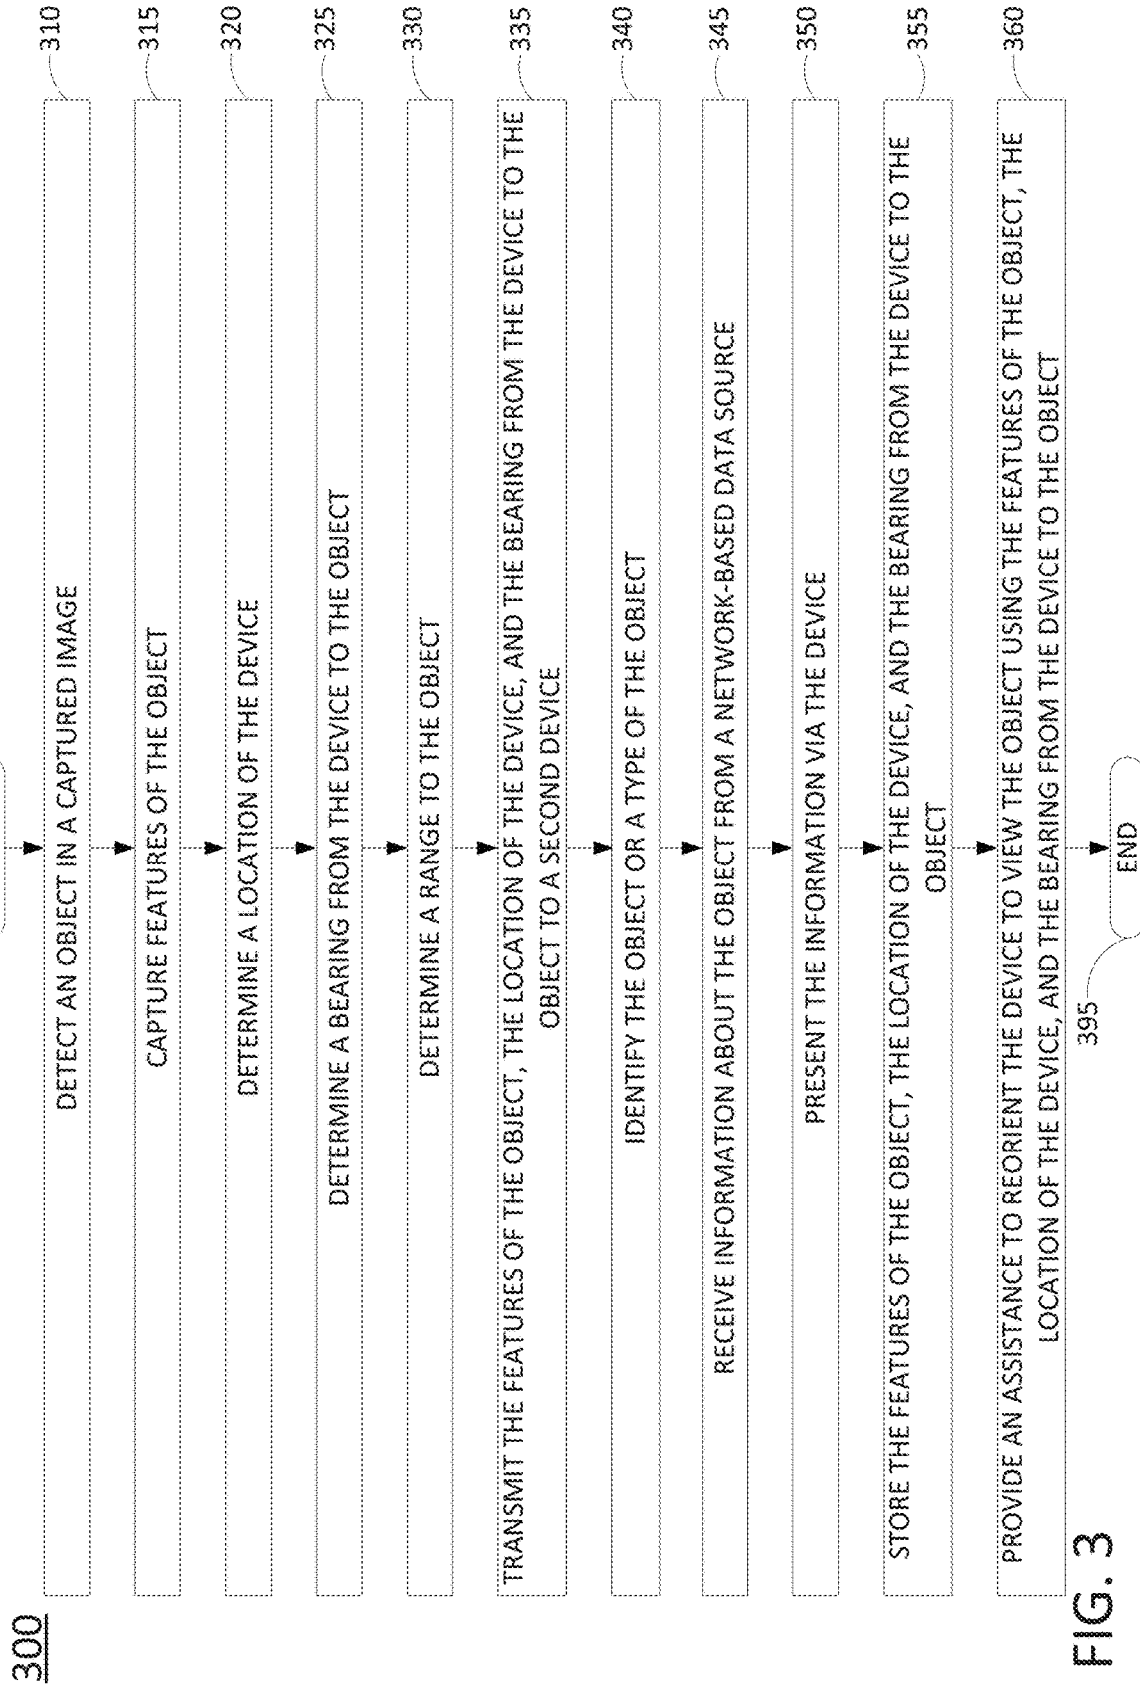 300
310
DETECT AN OBJECT IN A CAPTURED IMAGE
315
CAPTURE FEATURES OF THE OBJECT
320
DETERMINE A LOCATION OF THE DEVICE
325
DETERMINE A BEARING FROM THE DEVICE TO THE OBJECT
330
DETERMINE A RANGE TO THE OBJECT
335
TRANSMIT THE FEATURES OF THE OBJECT, THE LOCATION OF THE DEVICE, AND THE BEARING FROM THE DEVICE TO THE
OBJECT TO A SECOND DEVICE
340
IDENTIFY THE OBJECT OR A TYPE OF THE OBJECT
345
RECEIVE INFORMATION ABOUT THE OBJECT FROM A NETWORK-BASED DATA SOURCE
350
PRESENT THE INFORMATION VIA THE DEVICE
355
STORE THE FEATURES OF THE OBJECT, THE LOCATION OF THE DEVICE, AND THE BEARING FROM THE DEVICE TO THE
OBJECT
360
PROVIDE AN ASSISTANCE TO REORIENT THE DEVICE TO VIEW THE OBJECT USING THE FEATURES OF THE OBJECT, THE
LOCATION OF THE DEVICE, AND THE BEARING FROM THE DEVICE TO THE OBJECT
395
END
FIG. 3